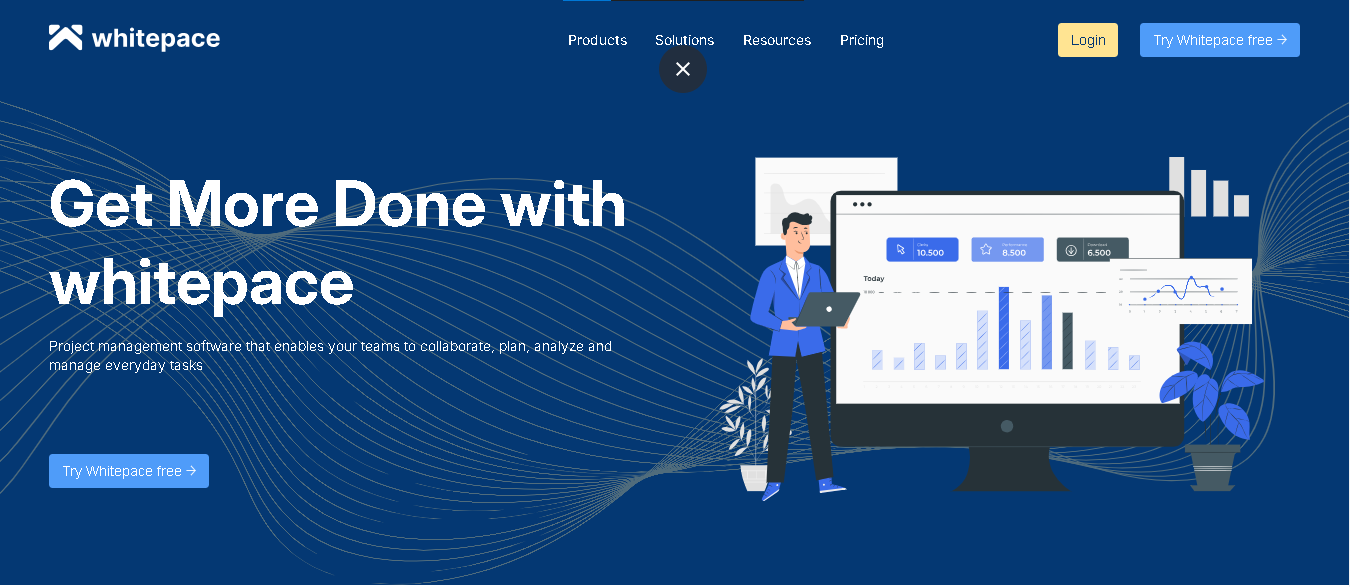 whitepace
Products Solutions Resources Pricing
Login
Try Whitepace free →
Get More Done with
whitepace
Project management software that enables your teams to collaborate, plan, analyze and
manage everyday tasks
Try Whitepace free →
10.500
8.500
6.500
Today